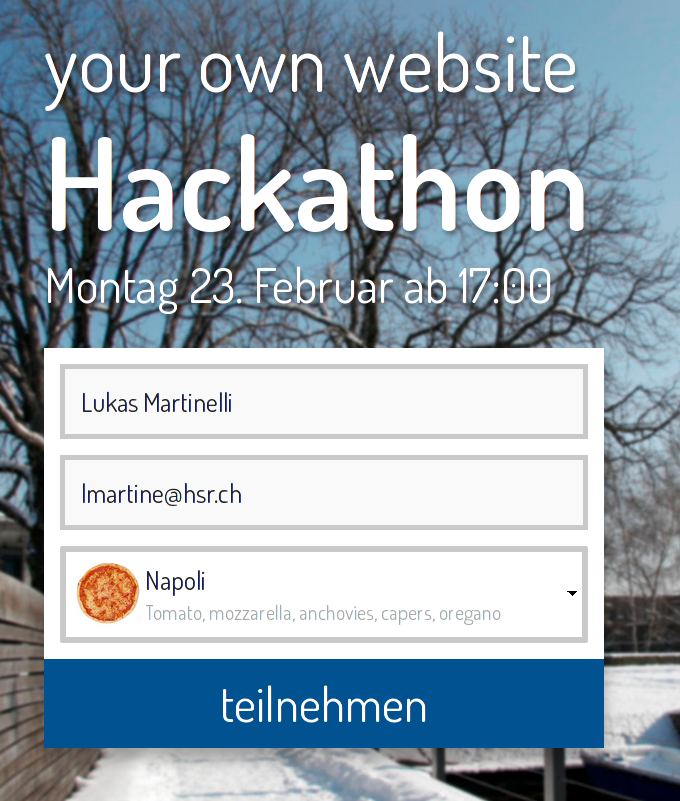 your own website
Hackathon
Montag 23. Februar ab 17:00
Lukas Martinelli
lmartine@hsr.ch
Napoli
Tomato, mozzarella, anchovies, capers, oregano
teilnehmen